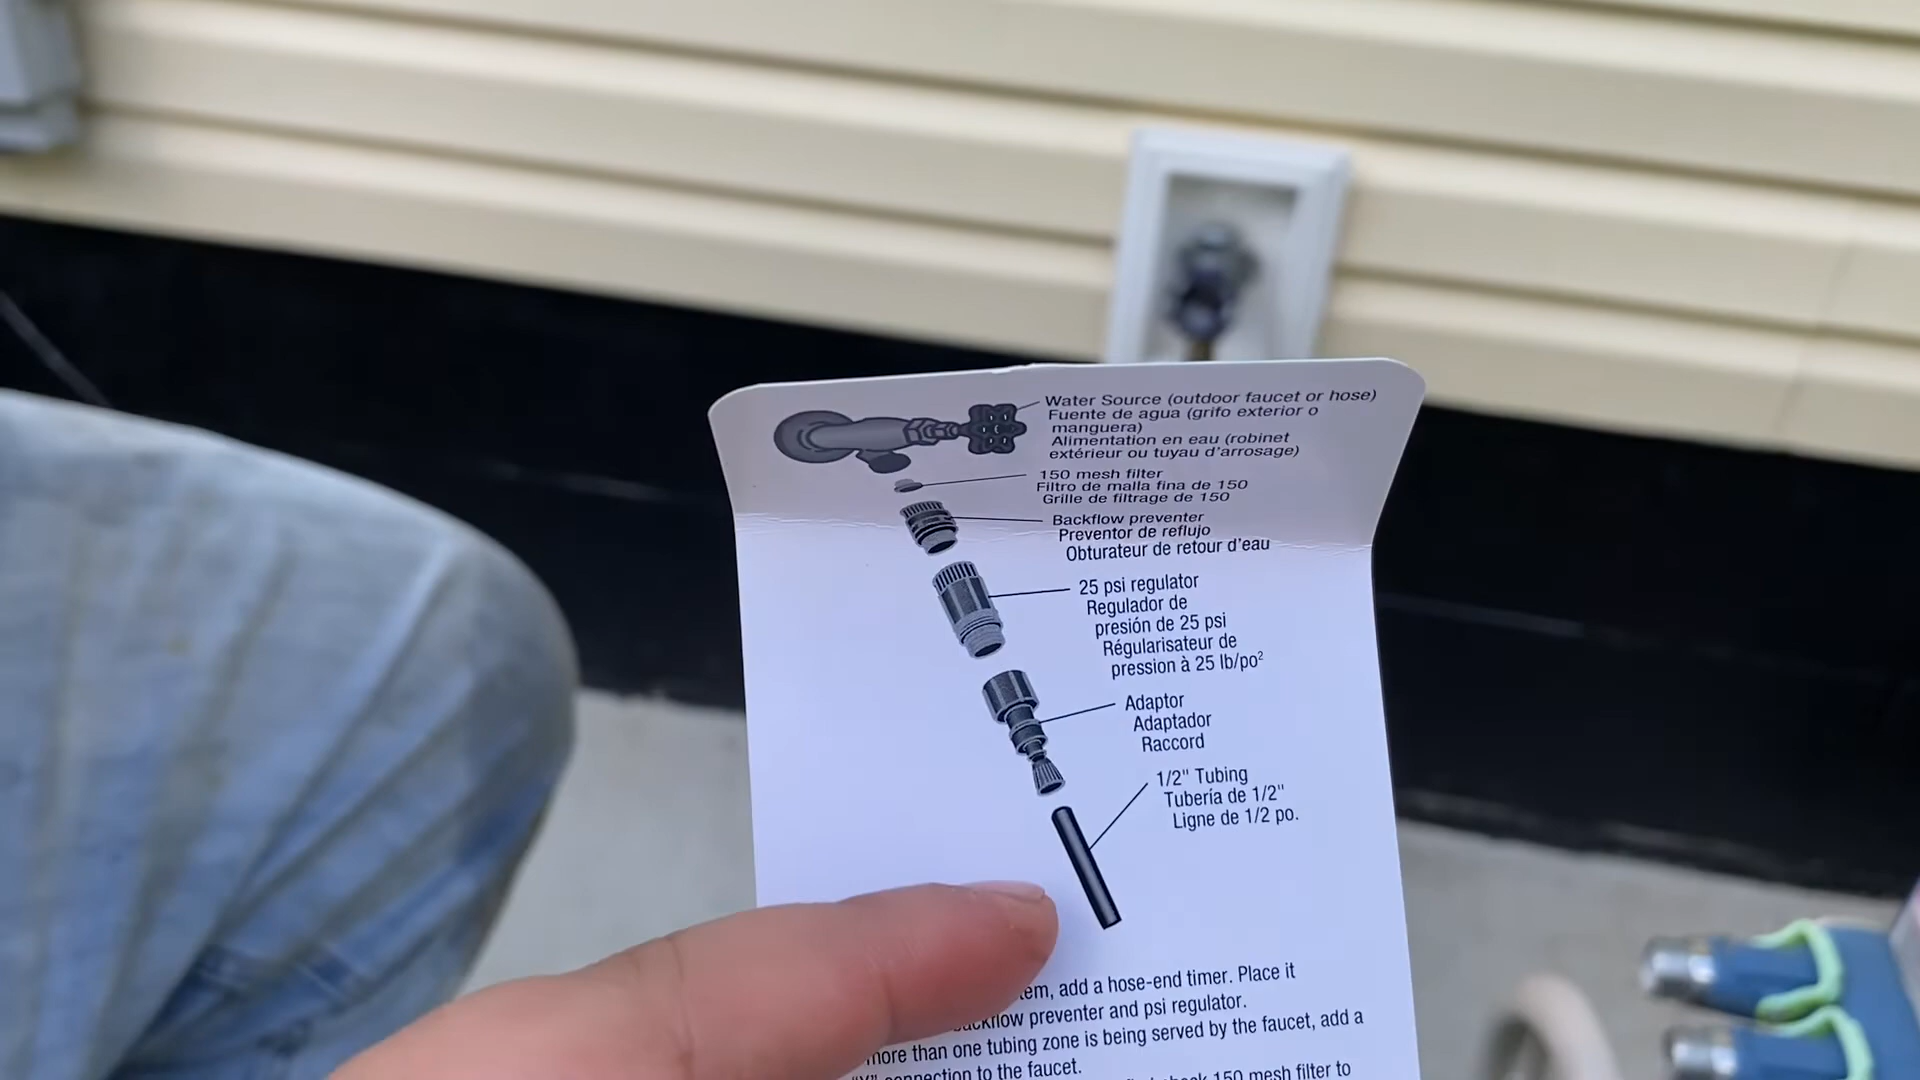 Water Source (outdoor faucet or hose)
Fuente de agua (grifo exterior o
manguera)
Alimentation en eau (robinet
extérieur ou tuyau d'arrosage)
150 mesh filter
Filtro de malla fina de 150
Grille de filtrage de 150
Backflow preventer
Preventor de reflujo
Obturateur de retour d'eau
25 psi regulator
Regulador de
presión de 25 psi
Régularisateur de
pression à 25 lb/po²
Adaptor
Adaptador
Raccord
1/2" Tubing
Tubería de 1/2"
Ligne de 1/2 po.
add a hose-end timer. Place it
preventer and psi regulator.
more than one tubing zone is being served by the faucet, add a
"Y" connection to the faucet.
150 mesh filter to